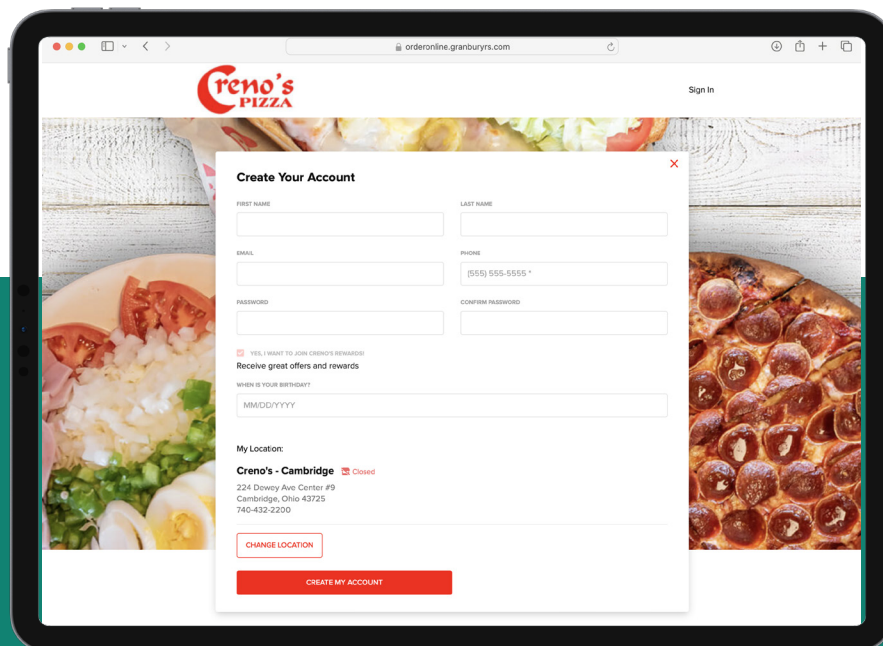 orderonline.granburyrs.com
Creno's
PIZZA
Sign In
Create Your Account
FIRST NAME
LAST NAME
EMAIL
PHONE
(555) 555-5555 *
PASSWORD
CONFIRM PASSWORD
YES, I WANT TO JOIN CRENO'S REWARDS!
Receive great offers and rewards
WHEN IS YOUR BIRTHDAY?
MM/DD/YYYY
My Location:
Creno's - Cambridge Closed
224 Dewey Ave Center #9
Cambridge, Ohio 43725
740-432-2200
CHANGE LOCATION
CREATE MY ACCOUNT